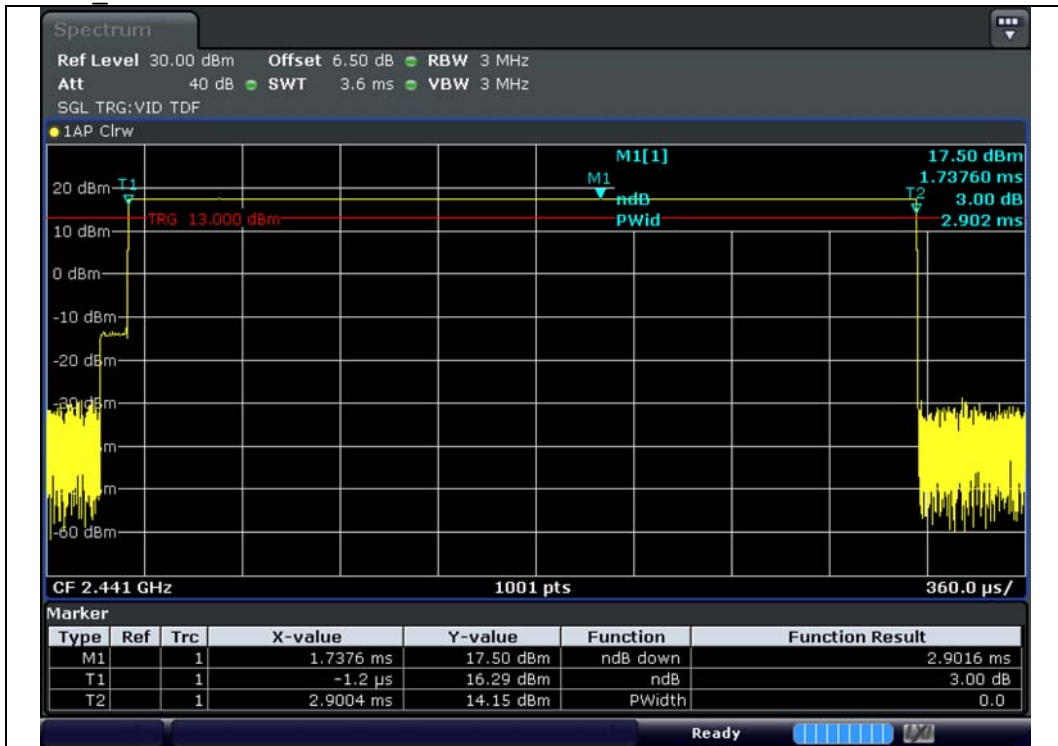 Spectrum
Ref Level 30.00 dBm Offset 6.50 dB RBW 3 MHz
Att 40 dB SWT 3.6 ms VBW 3 MHz
SGL TRG:VID TDF
1AP Clrw
M1[1] 17.50 dBm
1.73760 ms
ndB 3.00 dB
PWid 2.902 ms
M1
T1
T2
TRG 13.000 dBm
20 dBm
10 dBm
0 dBm
-10 dBm
-20 dBm
-30 dBm
-60 dBm
CF 2.441 GHz 1001 pts 360.0 µs/
Marker
Type Ref Trc X-value Y-value Function Function Result
M1 1 1.7376 ms 17.50 dBm ndB down 2.9016 ms
T1 1 -1.2 µs 16.29 dBm ndB 3.00 dB
T2 1 2.9004 ms 14.15 dBm PWidth 0.0
Ready